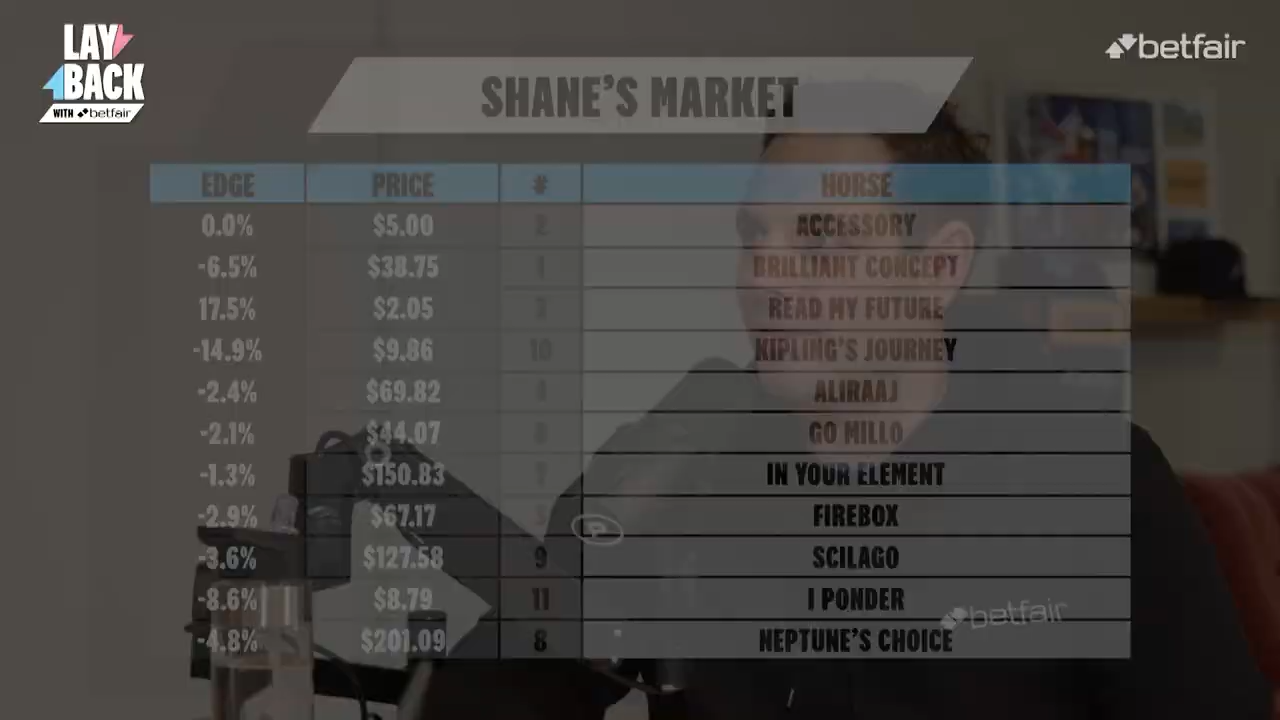 LAY
BACK
WITH betfair
betfair
SHANE'S MARKET
EDGE PRICE # HORSE
0.0% $5.00 2 ACCESSORY
-6.5% $38.75 1 BRILLIANT CONCEPT
17.5% $2.05 READ MY FUTURE
-14.9% $9.86 10 KIPLING'S JOURNEY
-2.4% $69.82 ALIRAAJ
-2.1% $44.07 GO MILLO
-1.3% $150.83 7 IN YOUR ELEMENT
-2.9% $67.17 FIREBOX
-3.6% $127.58 9 SCILAGO
-8.6% $8.79 11 I PONDER
betfair
-4.8% $201.09 8 NEPTUNE'S CHOICE